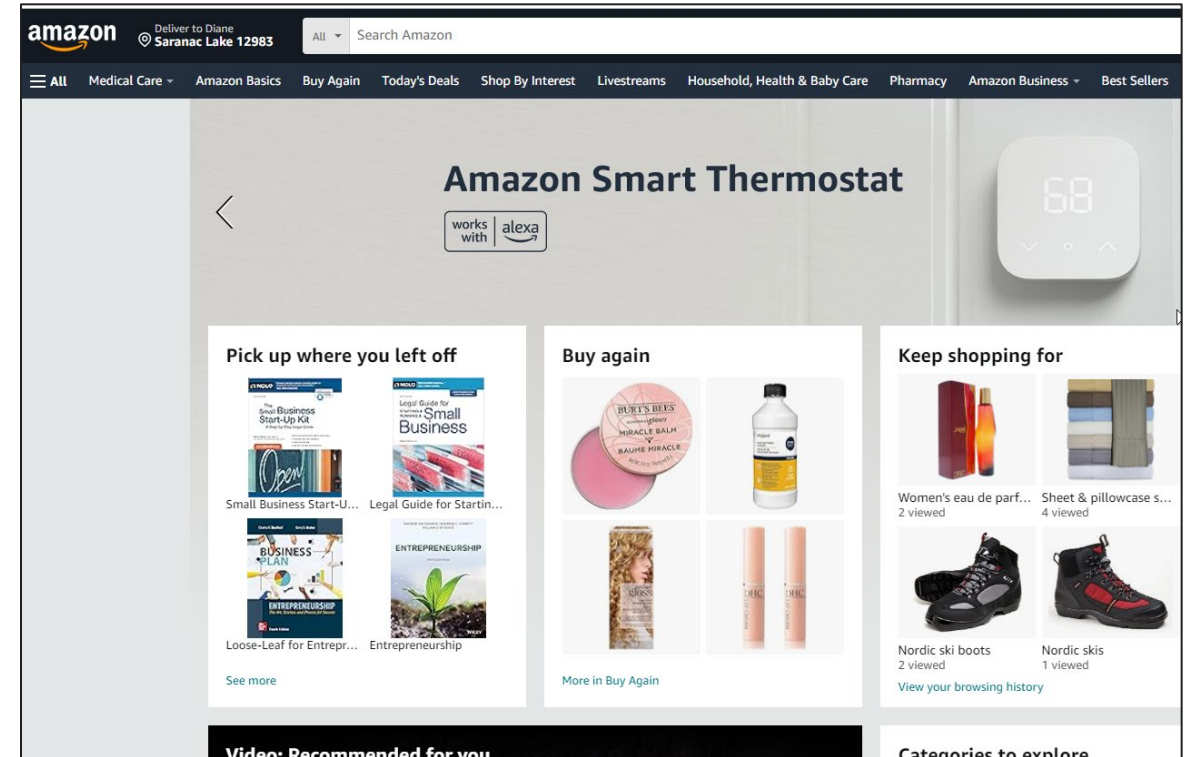 amazon
Deliver to Diane
Saranac Lake 12983
All
Search Amazon
All
Medical Care
Amazon Basics
Buy Again
Today's Deals
Shop By Interest
Livestreams
Household, Health & Baby Care
Pharmacy
Amazon Business
Best Sellers
Amazon Smart Thermostat
works with
alexa
68
Pick up where you left off
NOLO
The
Small Business
Start-Up Kit
Open
Small Business Start-U...
NOLO
Legal Guide for
Small
Business
Legal Guide for Startin...
BUSINESS
PLAN
ENTREPRENEURSHIP
Loose-Leaf for Entrepr...
ENTREPRENEURSHIP
WILEY
Entrepreneurship
See more
Buy again
BURT'S BEES
MIRACLE BALM
BAUME MIRACLE
gloss
DHC
DHC
More in Buy Again
Keep shopping for
Women's eau de parf...
2 viewed
Sheet & pillowcase s...
4 viewed
Nordic ski boots
2 viewed
Nordic skis
1 viewed
View your browsing history
Video: Recommended for you
Categories to explore